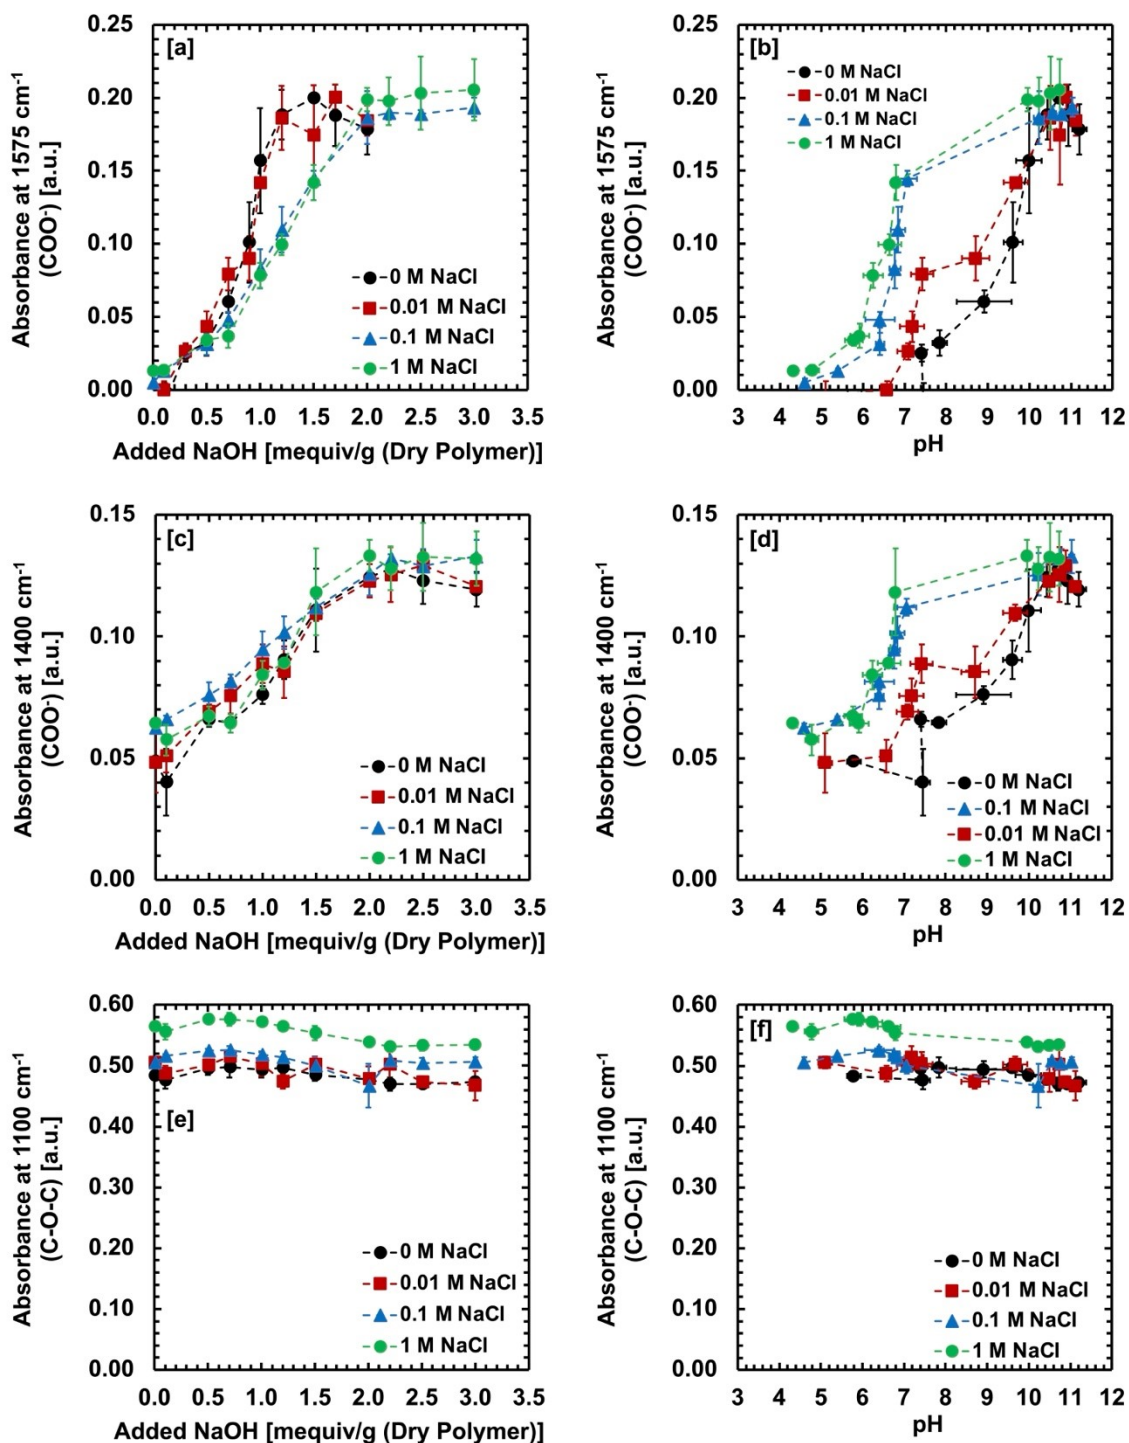 [a]
Absorbance at 1575 cm⁻¹
(COO⁻) [a.u.]
0.25
0.20
0.15
0.10
0.05
0.00
0 M NaCl
0.01 M NaCl
0.1 M NaCl
1 M NaCl
0.0 0.5 1.0 1.5 2.0 2.5 3.0 3.5
Added NaOH [mequiv/g (Dry Polymer)]
[b]
Absorbance at 1575 cm⁻¹
(COO⁻) [a.u.]
0.25
0.20
0.15
0.10
0.05
0.00
0 M NaCl
0.01 M NaCl
0.1 M NaCl
1 M NaCl
3 4 5 6 7 8 9 10 11 12
pH
[c]
Absorbance at 1400 cm⁻¹
(COO⁻) [a.u.]
0.15
0.10
0.05
0.00
0 M NaCl
0.01 M NaCl
0.1 M NaCl
1 M NaCl
0.0 0.5 1.0 1.5 2.0 2.5 3.0 3.5
Added NaOH [mequiv/g (Dry Polymer)]
[d]
Absorbance at 1400 cm⁻¹
(COO⁻) [a.u.]
0.15
0.10
0.05
0.00
0 M NaCl
0.1 M NaCl
0.01 M NaCl
1 M NaCl
3 4 5 6 7 8 9 10 11 12
pH
[e]
Absorbance at 1100 cm⁻¹
(C-O-C) [a.u.]
0.60
0.50
0.40
0.30
0.20
0.10
0.00
0 M NaCl
0.01 M NaCl
0.1 M NaCl
1 M NaCl
0.0 0.5 1.0 1.5 2.0 2.5 3.0 3.5
Added NaOH [mequiv/g (Dry Polymer)]
[f]
Absorbance at 1100 cm⁻¹
(C-O-C) [a.u.]
0.60
0.50
0.40
0.30
0.20
0.10
0.00
0 M NaCl
0.01 M NaCl
0.1 M NaCl
1 M NaCl
3 4 5 6 7 8 9 10 11 12
pH